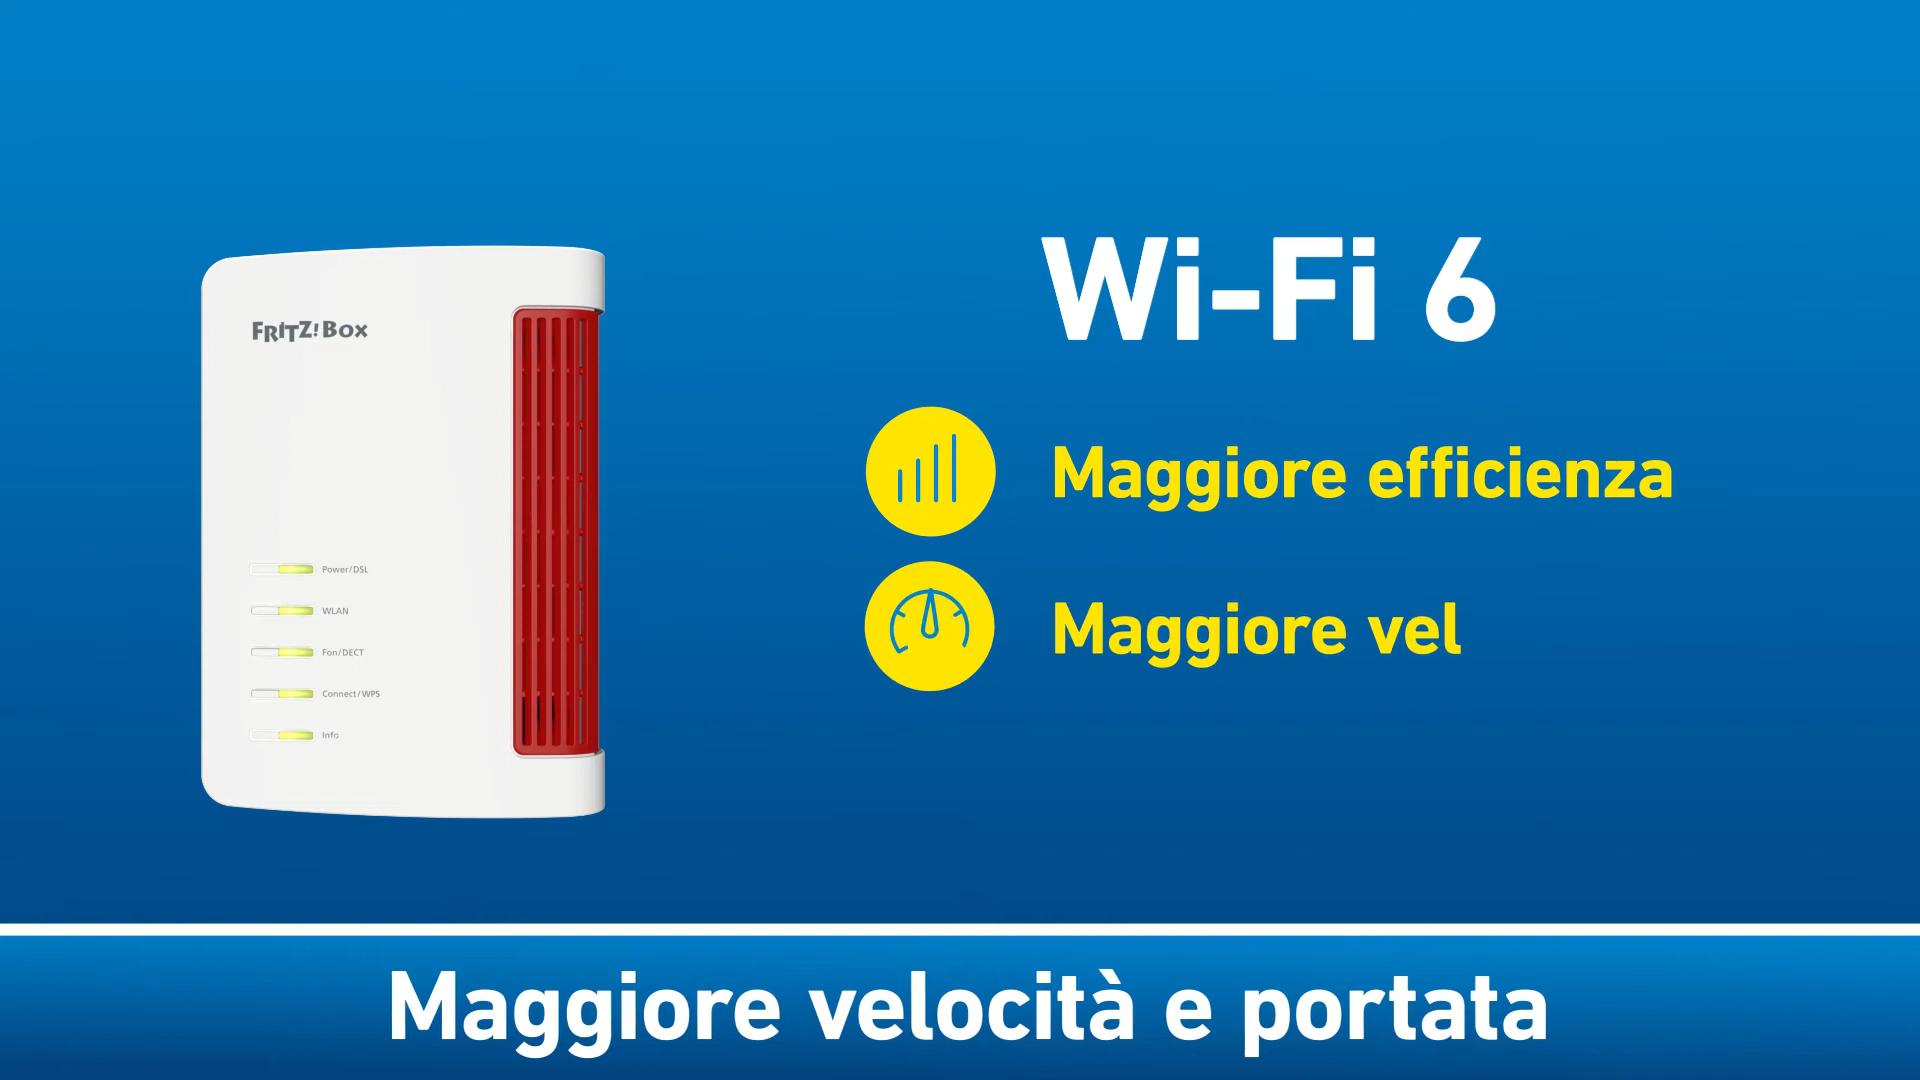 FRITZ!Box
Power/DSL
WLAN
Fon/DECT
Connect/WPS
Info
Wi-Fi 6
Maggiore efficienza
Maggiore vel
Maggiore velocità e portata